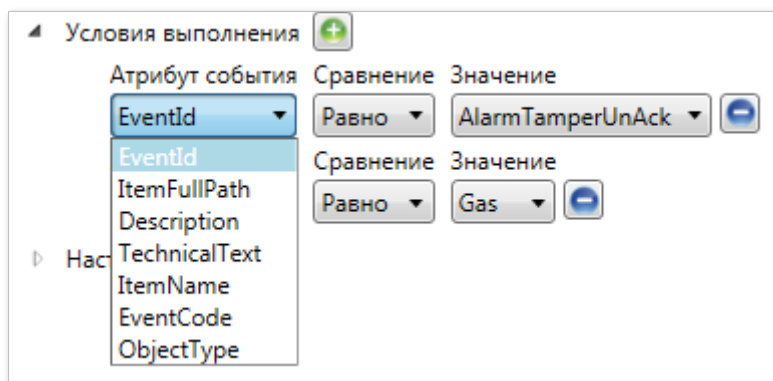 Условия выполнения
Атрибут события Сравнение Значение
EventId Равно AlarmTamperUnAck
EventId
ItemFullPath Сравнение Значение
Description Равно Gas
TechnicalText
Наст
ItemName
EventCode
ObjectType